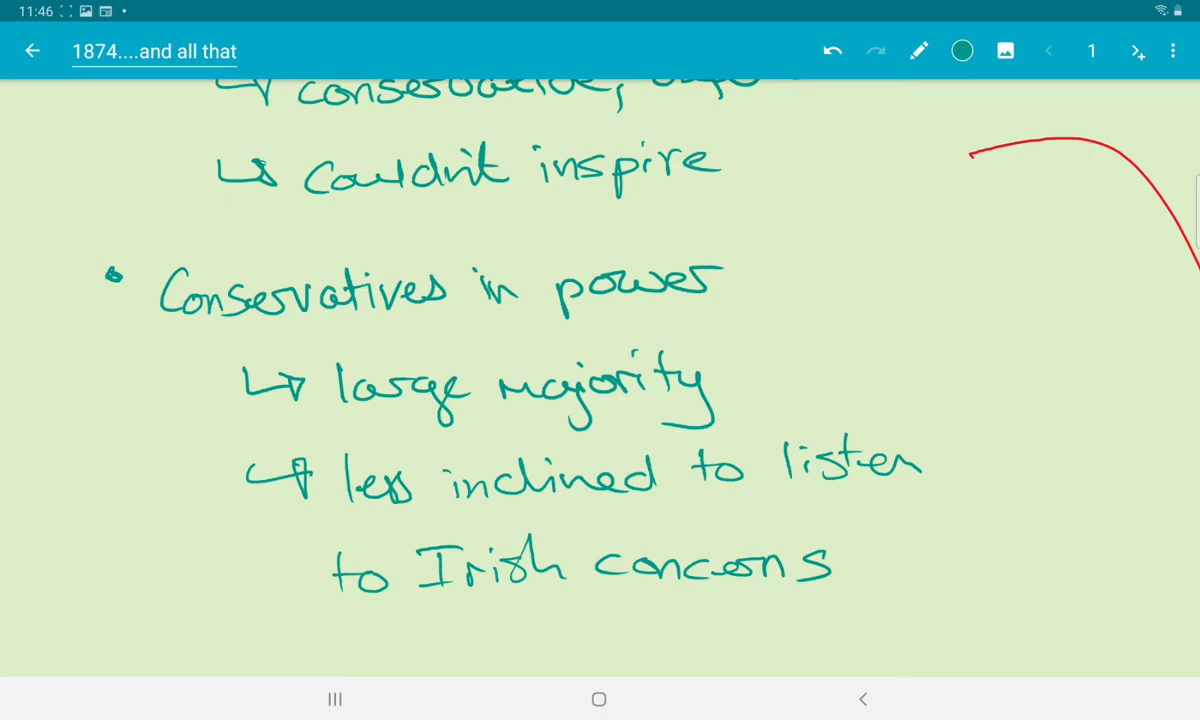 11:46
1874....and all that
1
↳ conservative,
↳ Couldn't inspire
• Conservatives in power
↳ large majority
↳ less inclined to listen
to Irish concerns